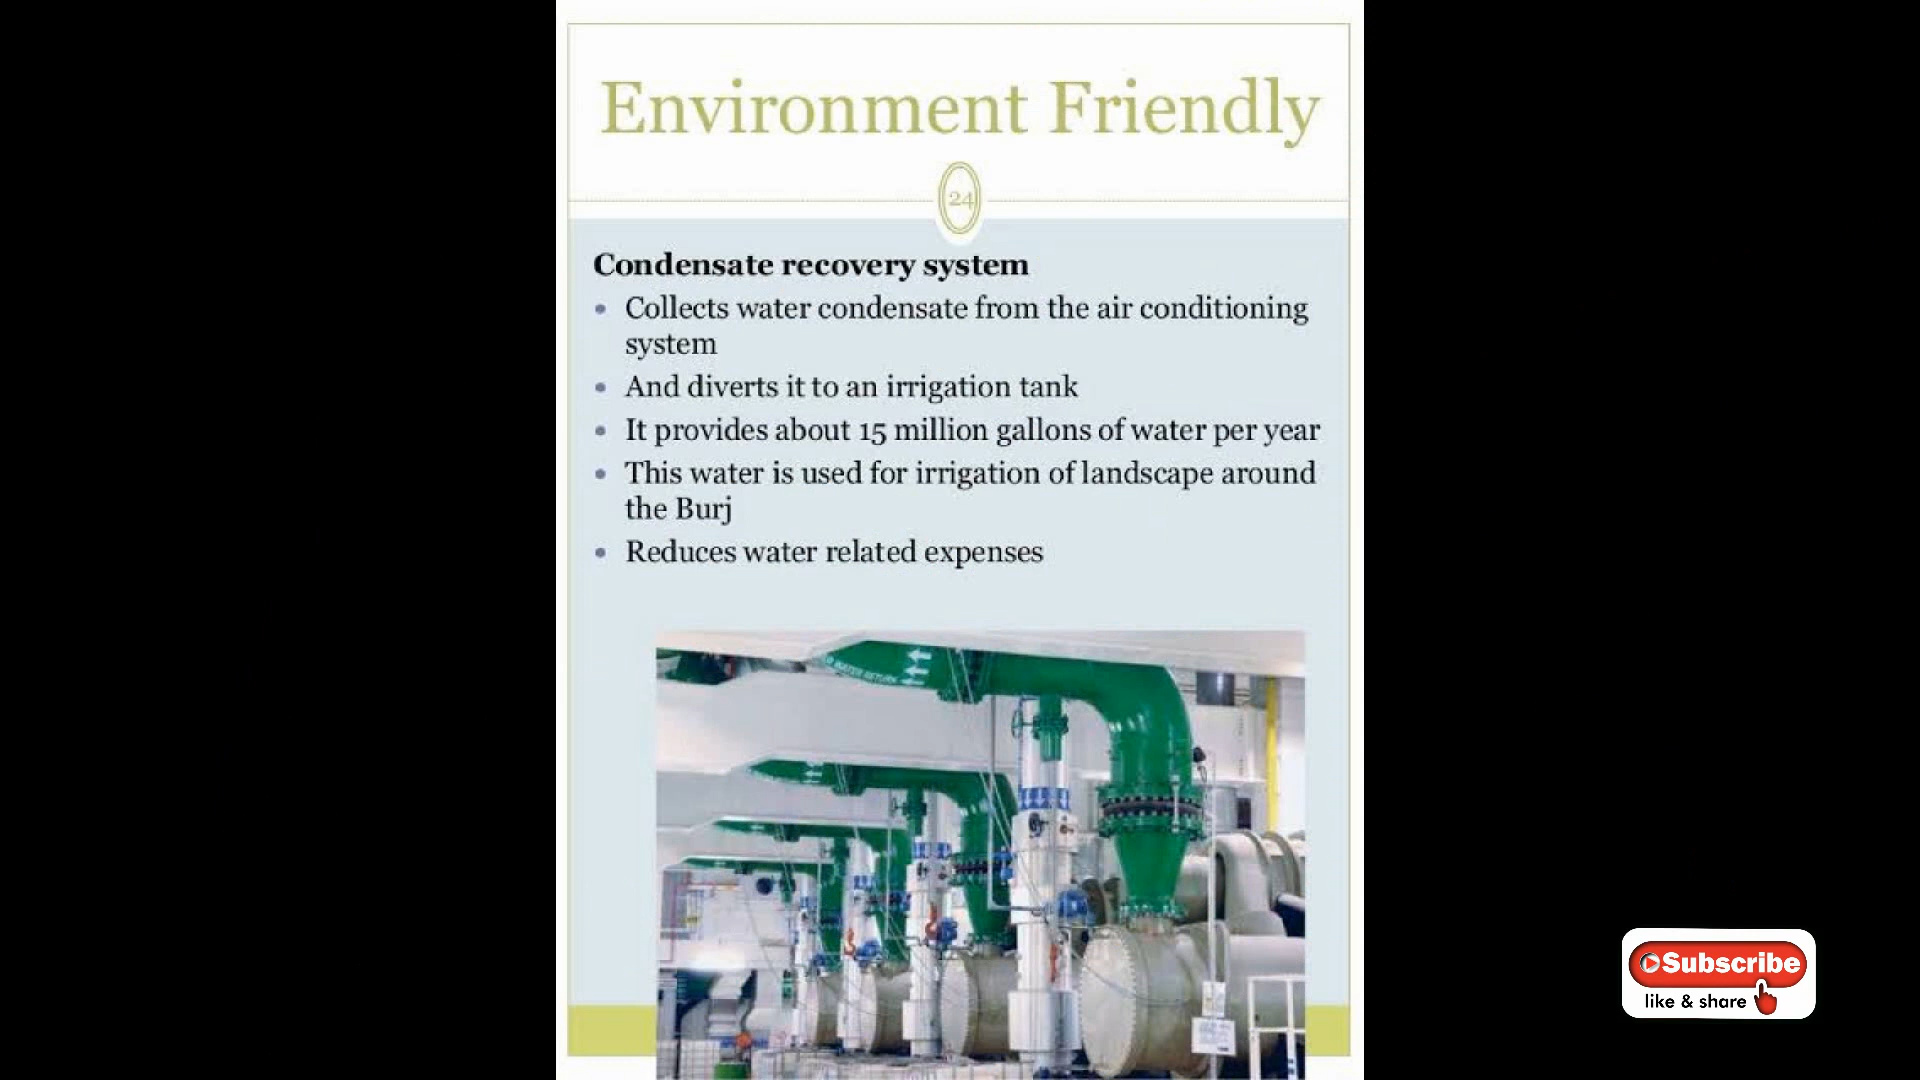 Environment Friendly
24
Condensate recovery system
• Collects water condensate from the air conditioning
system
• And diverts it to an irrigation tank
• It provides about 15 million gallons of water per year
• This water is used for irrigation of landscape around
the Burj
• Reduces water related expenses
WATER RETURN
Subscribe
like & share